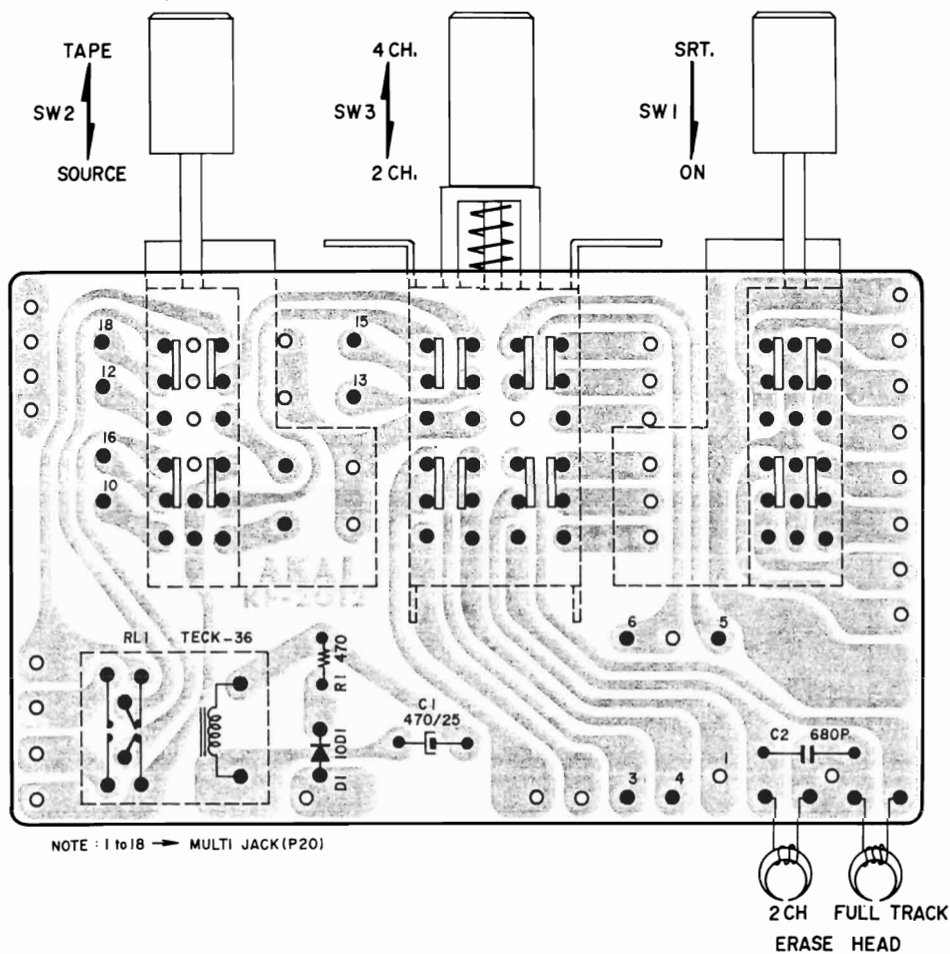 TAPE
SW2
SOURCE
4 CH.
SW3
2 CH.
SRT.
SW1
ON
18
12
16
10
15
13
AKAI
RL1 TECK-36
R1 470
D1 10D1
C1
470/25
6
5
3
4
1
C2 680P
NOTE : 1 to 18 → MULTI JACK(P20)
2 CH FULL TRACK
ERASE HEAD